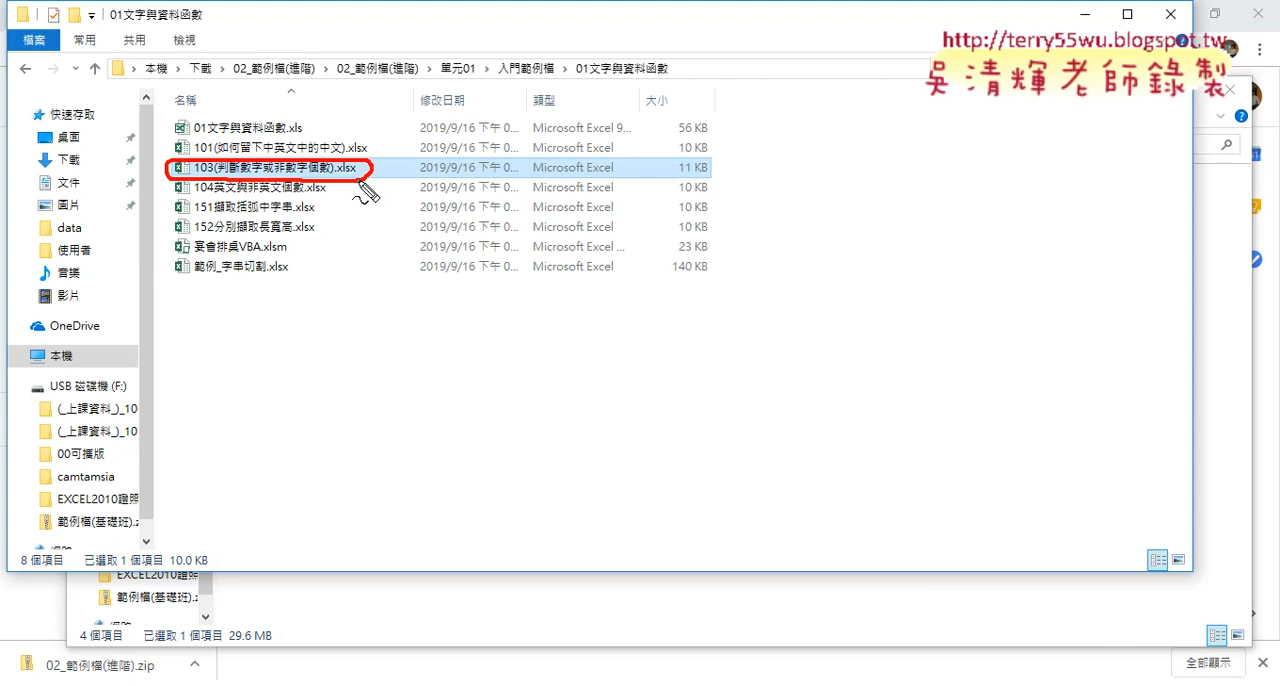 01文字與資料函數
檔案 常用 共用 檢視
http://terry55wu.blogspot.tw
吳清輝老師錄製
本機 › 下載 › 02_範例檔(進階) › 02_範例檔(進階) › 單元01 › 入門範例檔 › 01文字與資料函數
名稱 修改日期 類型 大小
01文字與資料函數.xls 2019/9/16 下午 0... Microsoft Excel 9... 56 KB
101(如何留下中英文中的中文).xlsx 2019/9/16 下午 0... Microsoft Excel 10 KB
103(判斷數字或非數字個數).xlsx 2019/9/16 下午 0... Microsoft Excel 11 KB
104英文與非英文個數.xlsx 2019/9/16 下午 0... Microsoft Excel 10 KB
151擷取括弧中字串.xlsx 2019/9/16 下午 0... Microsoft Excel 10 KB
152分別擷取長寬高.xlsx 2019/9/16 下午 0... Microsoft Excel 10 KB
宴會排桌VBA.xlsm 2019/9/16 下午 0... Microsoft Excel ... 23 KB
範例_字串切割.xlsx 2019/9/16 下午 0... Microsoft Excel 140 KB
快速存取
桌面
下載
文件
圖片
data
使用者
音樂
影片
OneDrive
本機
USB 磁碟機 (F:)
(_上課資料_)_10
(_上課資料_)_10
00可攜版
camtamsia
EXCEL2010證照
範例檔(基礎班).z
8 個項目 已選取 1 個項目 10.0 KB
EXCEL2010證照
範例檔(基礎班).z
4 個項目 已選取 1 個項目 29.6 MB
02_範例檔(進階).zip
全部顯示